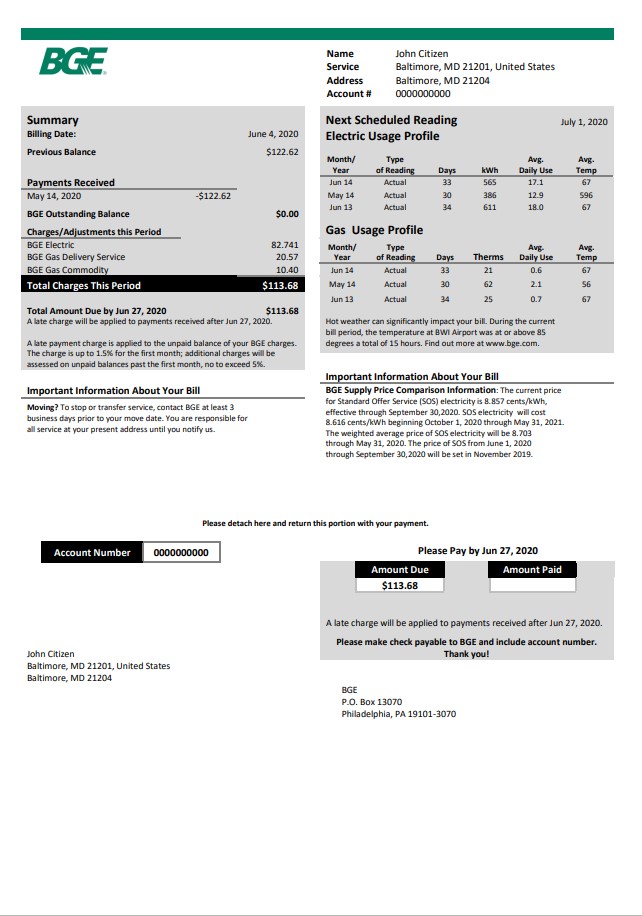 BGE
Name John Citizen
Service Baltimore, MD 21201, United States
Address Baltimore, MD 21204
Account # 0000000000
Summary
Billing Date: June 4, 2020
Previous Balance $122.62
Payments Received
May 14, 2020 -$122.62
BGE Outstanding Balance $0.00
Charges/Adjustments this Period
BGE Electric 82.741
BGE Gas Delivery Service 20.57
BGE Gas Commodity 10.40
Total Charges This Period $113.68
Total Amount Due by Jun 27, 2020 $113.68
A late charge will be applied to payments received after Jun 27, 2020.
A late payment charge is applied to the unpaid balance of your BGE charges.
The charge is up to 1.5% for the first month; additional charges will be
assessed on unpaid balances past the first month, no to exceed 5%.
Important Information About Your Bill
Moving? To stop or transfer service, contact BGE at least 3
business days prior to your move date. You are responsible for
all service at your present address until you notify us.
Next Scheduled Reading July 1, 2020
Electric Usage Profile
Month/ Type Avg. Avg.
Year of Reading Days kWh Daily Use Temp
Jun 14 Actual 33 565 17.1 67
May 14 Actual 30 386 12.9 596
Jun 13 Actual 34 611 18.0 67
Gas Usage Profile
Month/ Type Avg. Avg.
Year of Reading Days Therms Daily Use Temp
Jun 14 Actual 33 21 0.6 67
May 14 Actual 30 62 2.1 56
Jun 13 Actual 34 25 0.7 67
Hot weather can significantly impact your bill. During the current
bill period, the temperature at BWI Airport was at or above 85
degrees a total of 15 hours. Find out more at www.bge.com.
Important Information About Your Bill
BGE Supply Price Comparison Information: The current price
for Standard Offer Service (SOS) electricity is 8.857 cents/kWh,
effective through September 30,2020. SOS electricity will cost
8.616 cents/kWh beginning October 1, 2020 through May 31, 2021.
The weighted average price of SOS electricity will be 8.703
through May 31, 2020. The price of SOS from June 1, 2020
through September 30,2020 will be set in November 2019.
Please detach here and return this portion with your payment.
Account Number 0000000000
Please Pay by Jun 27, 2020
Amount Due Amount Paid
$113.68
A late charge will be applied to payments received after Jun 27, 2020.
Please make check payable to BGE and include account number.
Thank you!
John Citizen
Baltimore, MD 21201, United States
Baltimore, MD 21204
BGE
P.O. Box 13070
Philadelphia, PA 19101-3070